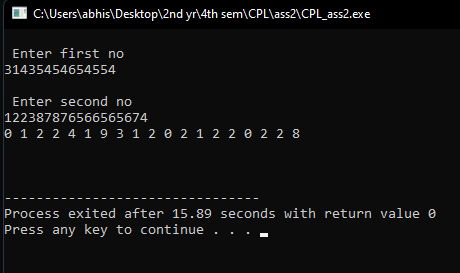 C:\Users\abhis\Desktop\2nd yr\4th sem\CPL\ass2\CPL_ass2.exe
Enter first no
31435454654554
Enter second no
122387876566565674
0 1 2 2 4 1 9 3 1 2 0 2 1 2 2 0 2 2 8
--------------------------------
Process exited after 15.89 seconds with return value 0
Press any key to continue . . .